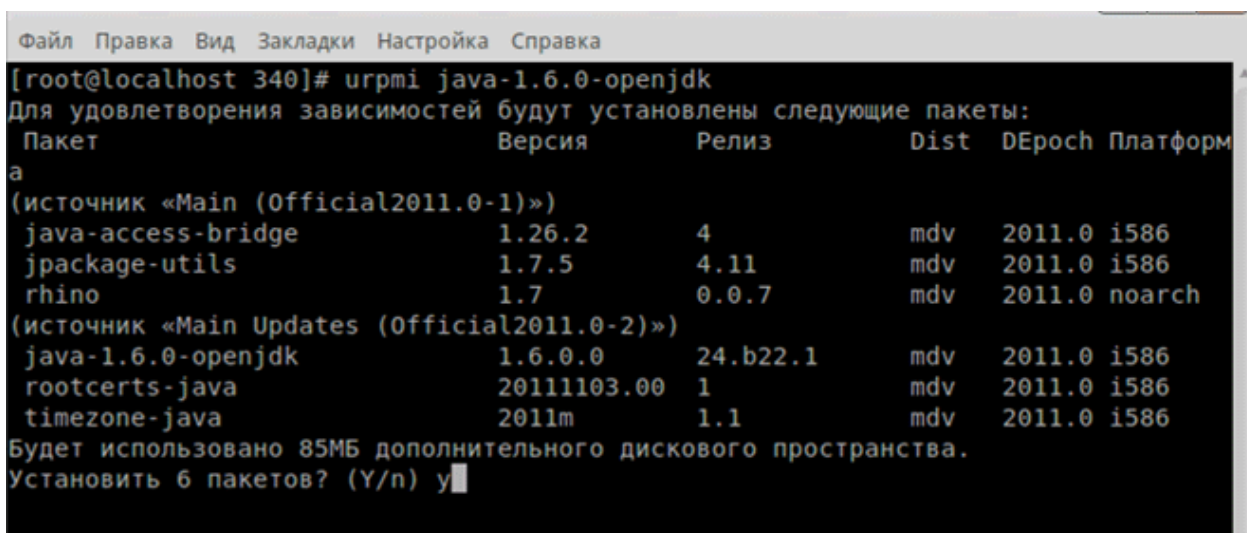 Файл Правка Вид Закладки Настройка Справка
[root@localhost 340]# urpmi java-1.6.0-openjdk
Для удовлетворения зависимостей будут установлены следующие пакеты:
Пакет Версия Релиз Dist DEpoch Платформ
а
(источник «Main (Official2011.0-1)»)
java-access-bridge 1.26.2 4 mdv 2011.0 i586
jpackage-utils 1.7.5 4.11 mdv 2011.0 i586
rhino 1.7 0.0.7 mdv 2011.0 noarch
(источник «Main Updates (Official2011.0-2)»)
java-1.6.0-openjdk 1.6.0.0 24.b22.1 mdv 2011.0 i586
rootcerts-java 20111103.00 1 mdv 2011.0 i586
timezone-java 2011m 1.1 mdv 2011.0 i586
Будет использовано 85МБ дополнительного дискового пространства.
Установить 6 пакетов? (Y/n) y